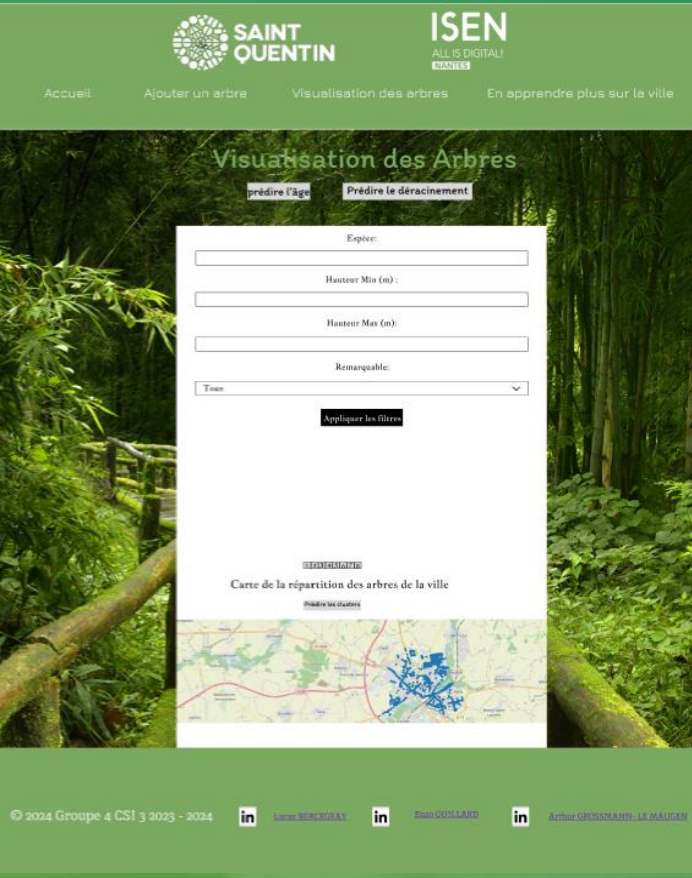 SAINT
QUENTIN
ISEN
ALL IS DIGITAL!
NANTES
Accueil Ajouter un arbre Visualisation des arbres En apprendre plus sur la ville
Visualisation des Arbres
prédire l'âge Prédire le déracinement
Espèce:
Hauteur Min (m) :
Hauteur Max (m):
Remarquable:
Tous
Appliquer les filtres
Carte de la répartition des arbres de la ville
Prédire les clusters
© 2024 Groupe 4 CSI 3 2023 - 2024 in Lucas BERCEGEAY in Enzo GUILLARD in Arthur GROSSMANN- LE MAUGEN